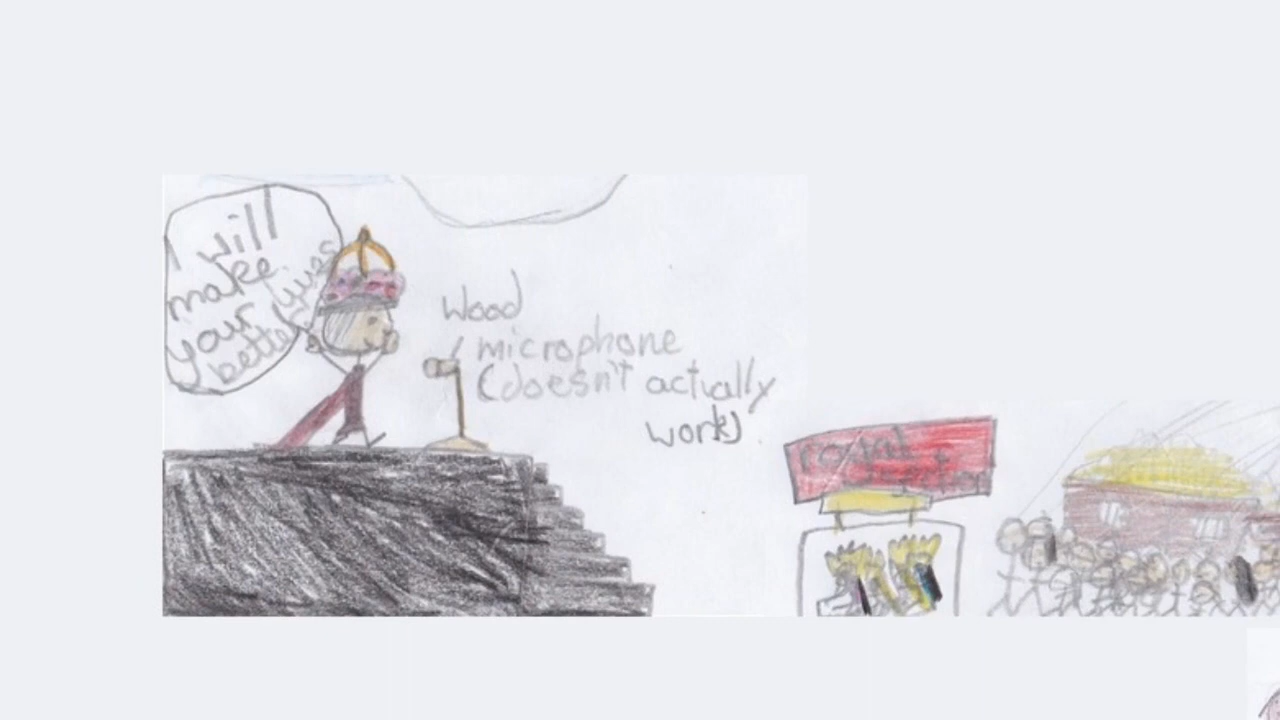 I will
make
your lives
better
Wood
microphone
(doesn't actually
work)
royal